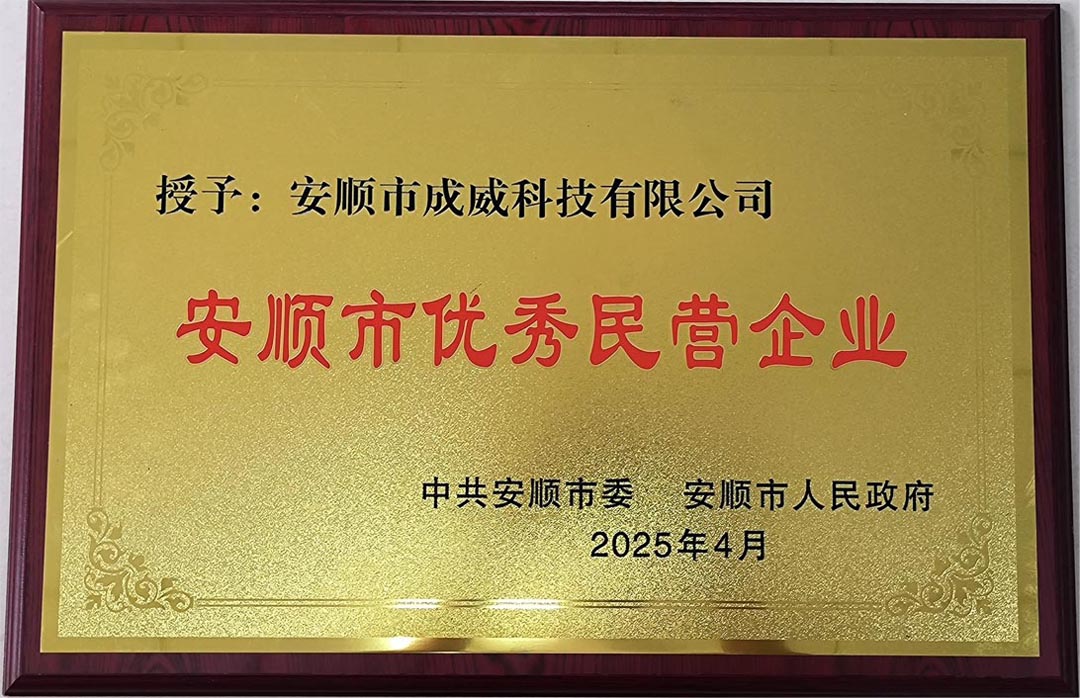 授予：安顺市成威科技有限公司
安顺市优秀民营企业
中共安顺市委 安顺市人民政府
2025年4月